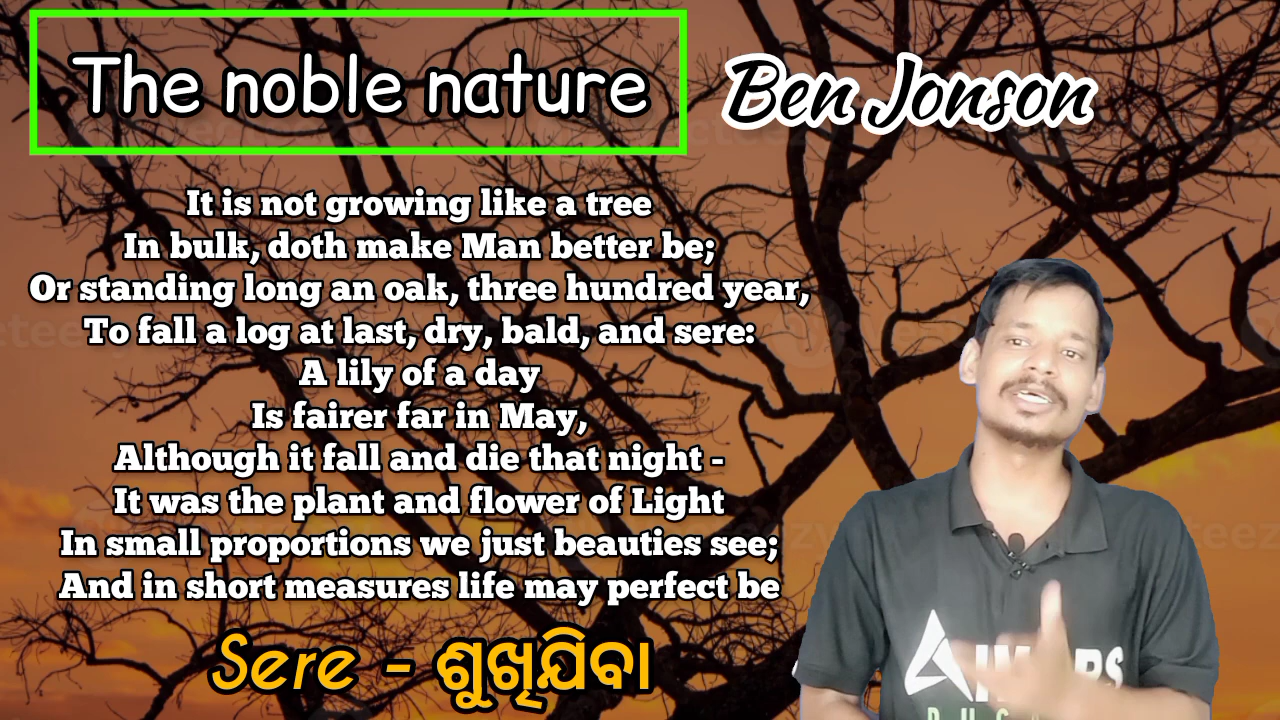 The noble nature
Ben Jonson
It is not growing like a tree
In bulk, doth make Man better be;
Or standing long an oak, three hundred year,
To fall a log at last, dry, bald, and sere:
A lily of a day
Is fairer far in May,
Although it fall and die that night -
It was the plant and flower of Light
In small proportions we just beauties see;
And in short measures life may perfect be
Sere - ଶୁଖିଯିବା